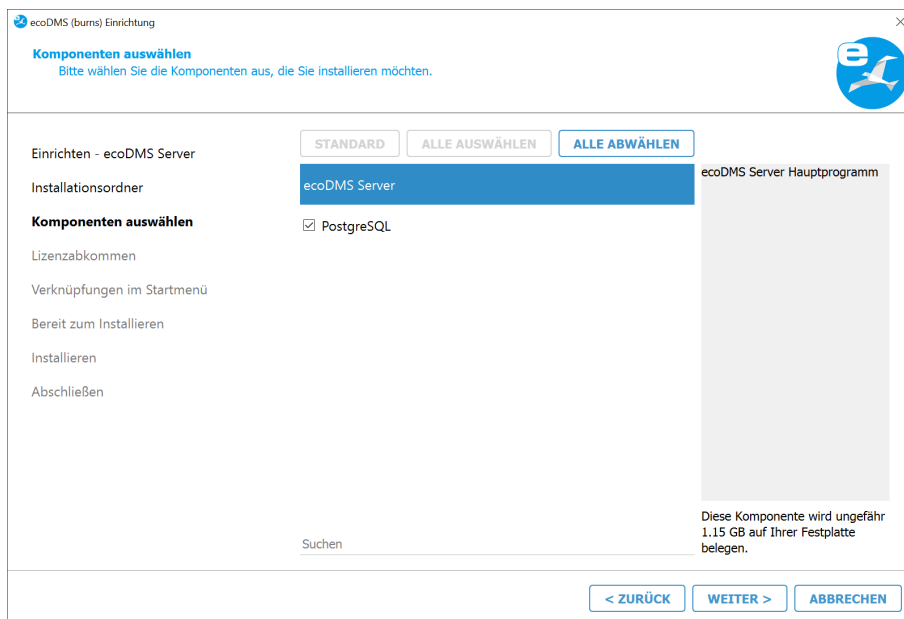 ecoDMS (burns) Einrichtung
Komponenten auswählen
Bitte wählen Sie die Komponenten aus, die Sie installieren möchten.
e
Einrichten - ecoDMS Server
Installationsordner
Komponenten auswählen
Lizenzabkommen
Verknüpfungen im Startmenü
Bereit zum Installieren
Installieren
Abschließen
STANDARD
ALLE AUSWÄHLEN
ALLE ABWÄHLEN
ecoDMS Server
PostgreSQL
Suchen
ecoDMS Server Hauptprogramm
Diese Komponente wird ungefähr
1.15 GB auf Ihrer Festplatte
belegen.
< ZURÜCK
WEITER >
ABBRECHEN